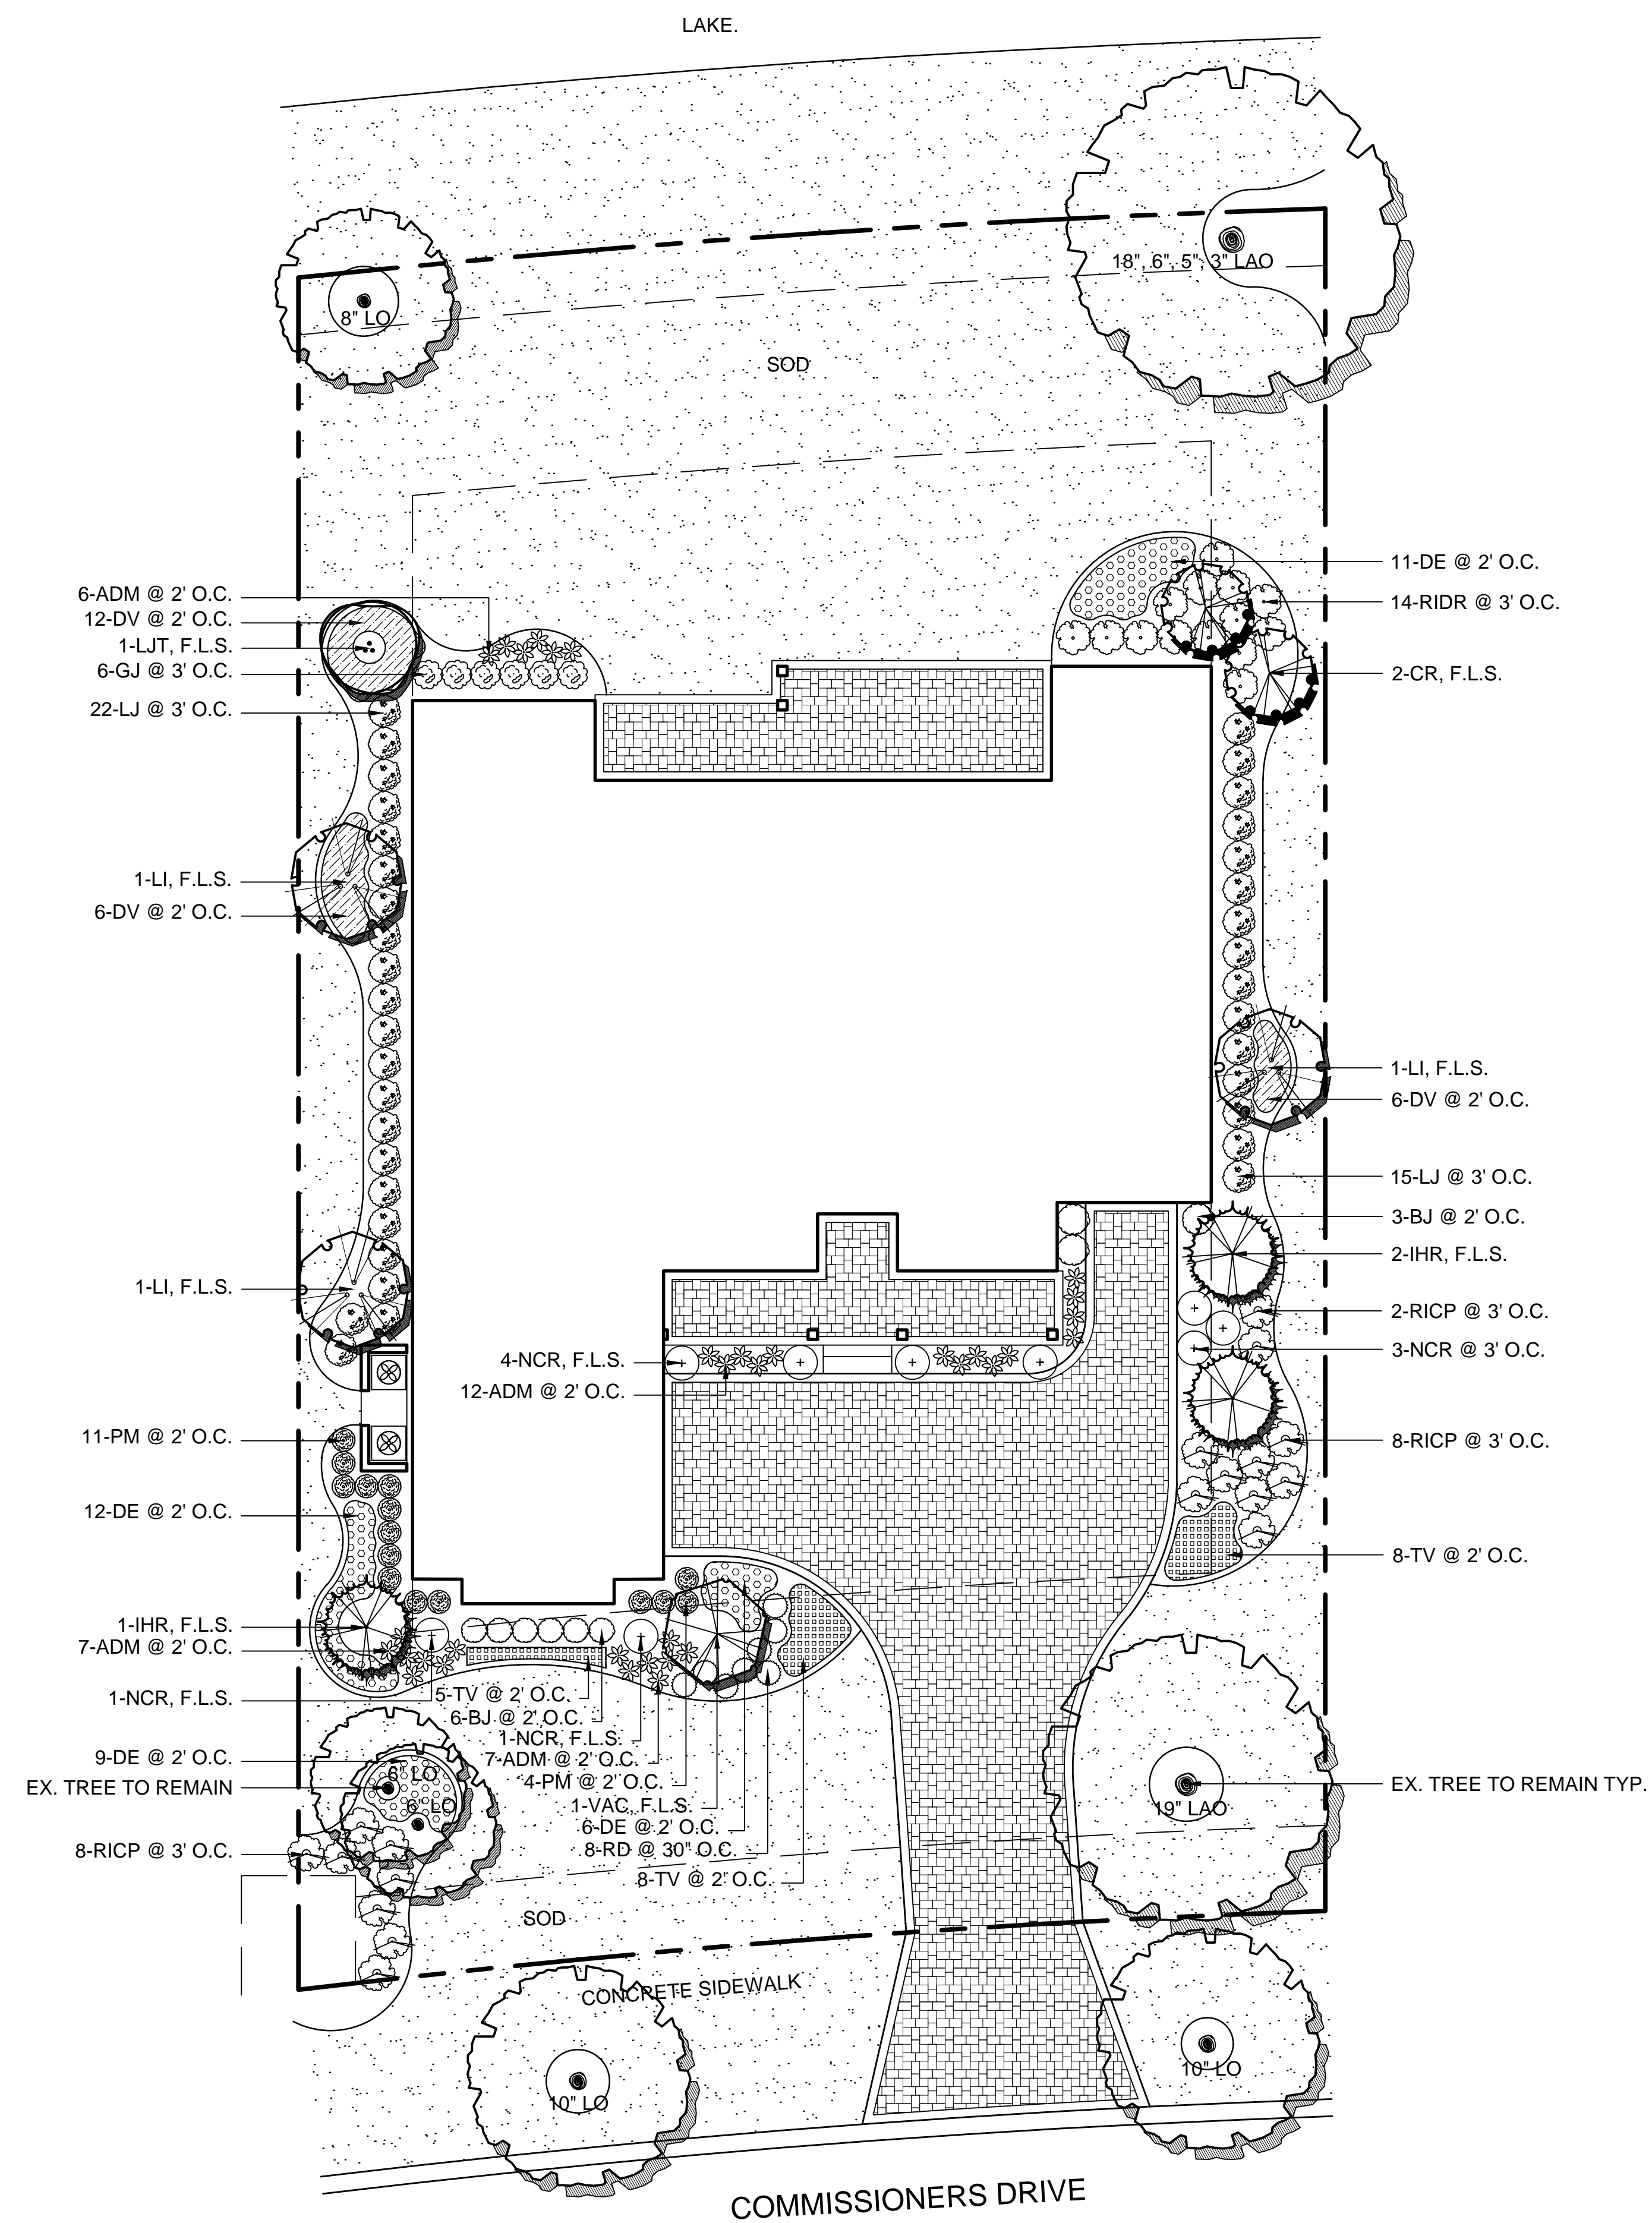 LAKE.
18", 6", 5", 3" LAO
8" LO
SOD
11-DE @ 2' O.C.
6-ADM @ 2' O.C.
14-RIDR @ 3' O.C.
12-DV @ 2' O.C.
1-LJT, F.L.S.
6-GJ @ 3' O.C.
2-CR, F.L.S.
22-LJ @ 3' O.C.
1-LI, F.L.S.
6-DV @ 2' O.C.
1-LI, F.L.S.
6-DV @ 2' O.C.
15-LJ @ 3' O.C.
3-BJ @ 2' O.C.
2-IHR, F.L.S.
1-LI, F.L.S.
2-RICP @ 3' O.C.
3-NCR @ 3' O.C.
4-NCR, F.L.S.
12-ADM @ 2' O.C.
11-PM @ 2' O.C.
8-RICP @ 3' O.C.
12-DE @ 2' O.C.
8-TV @ 2' O.C.
1-IHR, F.L.S.
7-ADM @ 2' O.C.
1-NCR, F.L.S.
5-TV @ 2' O.C.
6-BJ @ 2' O.C.
1-NCR, F.L.S.
7-ADM @ 2' O.C.
9-DE @ 2' O.C.
6" LO
4-PM @ 2' O.C.
EX. TREE TO REMAIN
EX. TREE TO REMAIN TYP.
6" LO
1-VAC, F.L.S.
19" LAO
6-DE @ 2' O.C.
8-RD @ 30" O.C.
8-RICP @ 3' O.C.
8-TV @ 2' O.C.
SOD
CONCRETE SIDEWALK
10" LO
10" LO
COMMISSIONERS DRIVE